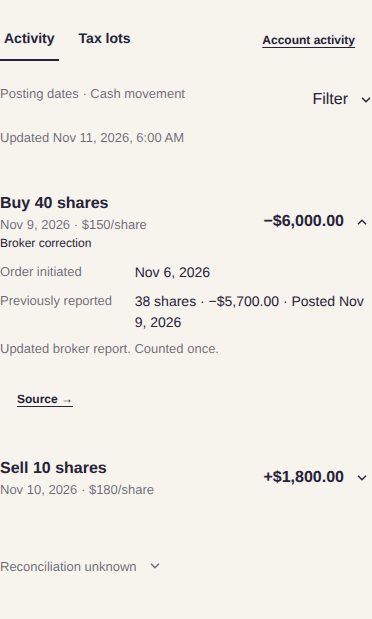 Activity
Tax lots
Account activity
Posting dates · Cash movement
Filter
Updated Nov 11, 2026, 6:00 AM
Buy 40 shares
Nov 9, 2026 · $150/share
−$6,000.00
Broker correction
Order initiated
Nov 6, 2026
Previously reported
38 shares · −$5,700.00 · Posted Nov
9, 2026
Updated broker report. Counted once.
Source →
Sell 10 shares
Nov 10, 2026 · $180/share
+$1,800.00
Reconciliation unknown